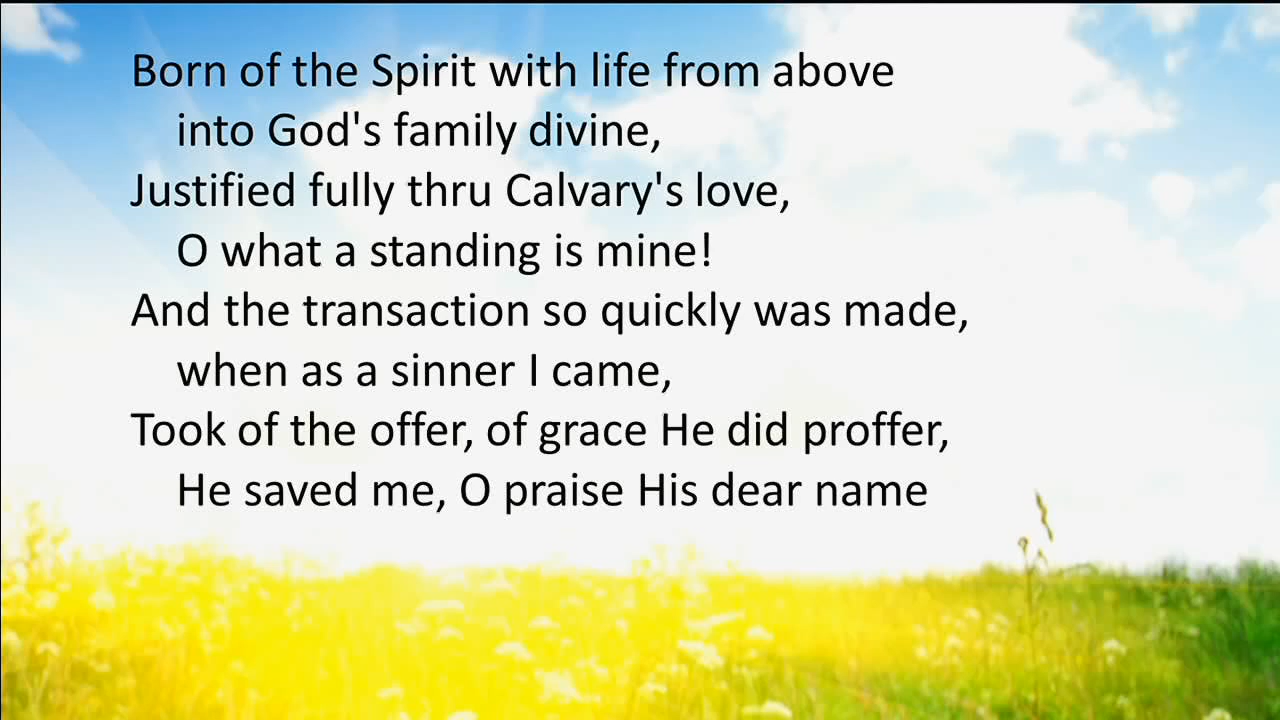 Born of the Spirit with life from above
into God's family divine,
Justified fully thru Calvary's love,
O what a standing is mine!
And the transaction so quickly was made,
when as a sinner I came,
Took of the offer, of grace He did proffer,
He saved me, O praise His dear name